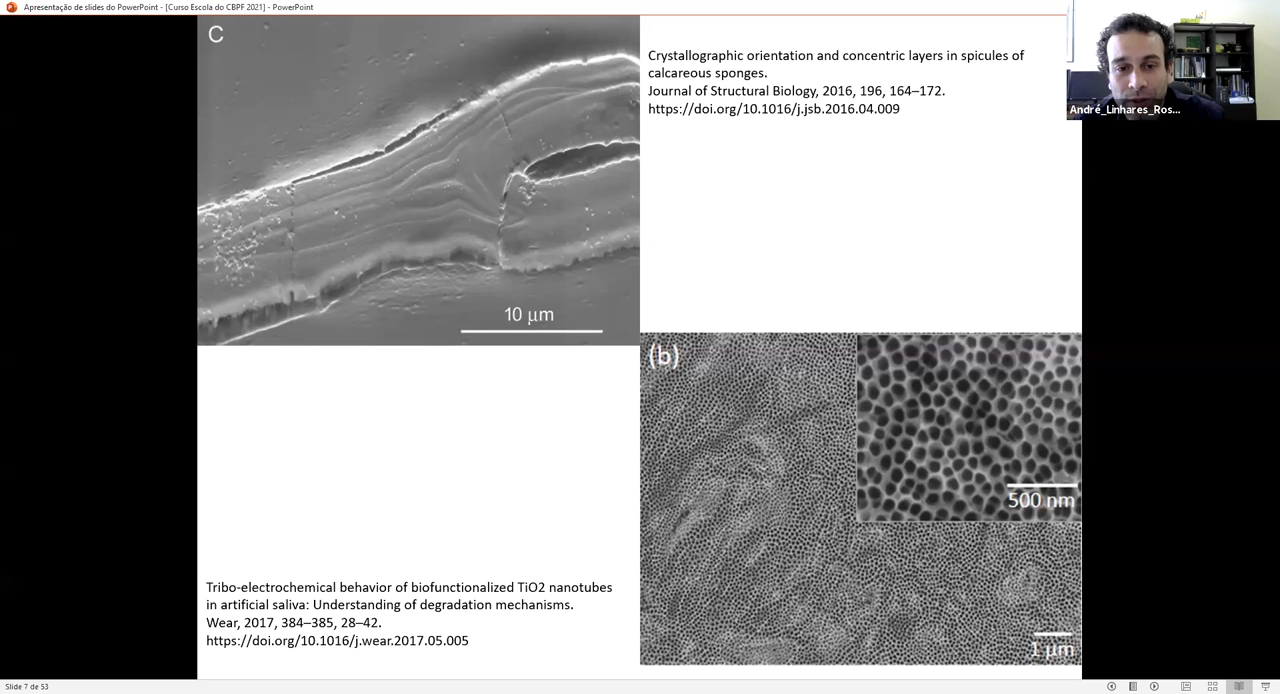 Apresentação de slides do PowerPoint - [Curso Escola do CBPF 2021] - PowerPoint
C
10 μm
Crystallographic orientation and concentric layers in spicules of
calcareous sponges.
Journal of Structural Biology, 2016, 196, 164–172.
https://doi.org/10.1016/j.jsb.2016.04.009
André_Linhares_Ros...
(b)
500 nm
1 μm
Tribo-electrochemical behavior of biofunctionalized TiO2 nanotubes
in artificial saliva: Understanding of degradation mechanisms.
Wear, 2017, 384–385, 28–42.
https://doi.org/10.1016/j.wear.2017.05.005
Slide 7 de 53